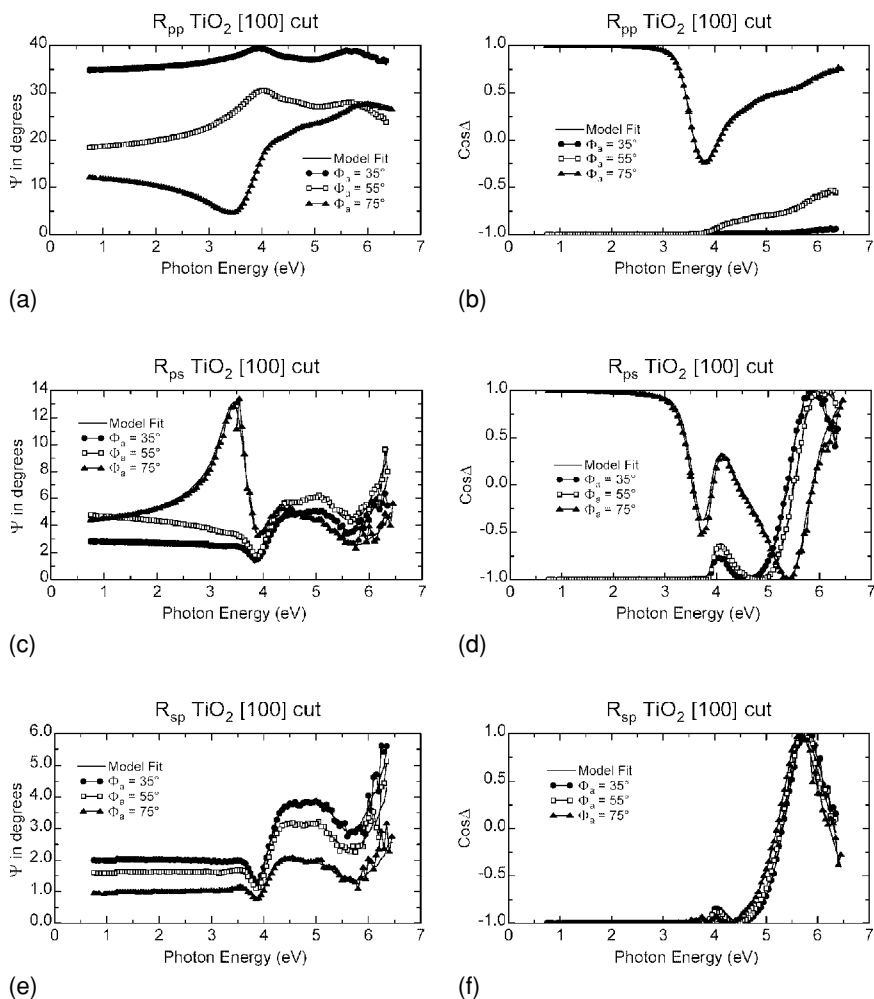 R_pp TiO_2 [100] cut
40
30
20
10
0
Ψ in degrees
Model Fit
Φ_a = 35°
Φ_a = 55°
Φ_a = 75°
0 1 2 3 4 5 6 7
Photon Energy (eV)
(a)
R_pp TiO_2 [100] cut
1.0
0.5
0.0
-0.5
-1.0
CosΔ
Model Fit
Φ_a = 35°
Φ_a = 55°
Φ_a = 75°
0 1 2 3 4 5 6 7
Photon Energy (eV)
(b)
R_ps TiO_2 [100] cut
14
12
10
8
6
4
2
0
Ψ in degrees
Model Fit
Φ_a = 35°
Φ_a = 55°
Φ_a = 75°
0 1 2 3 4 5 6 7
Photon Energy (eV)
(c)
R_ps TiO_2 [100] cut
1.0
0.5
0.0
-0.5
-1.0
CosΔ
Model Fit
Φ_a = 35°
Φ_a = 55°
Φ_a = 75°
0 1 2 3 4 5 6 7
Photon Energy (eV)
(d)
R_sp TiO_2 [100] cut
6.0
5.0
4.0
3.0
2.0
1.0
0.0
Ψ in degrees
Model Fit
Φ_a = 35°
Φ_a = 55°
Φ_a = 75°
0 1 2 3 4 5 6 7
Photon Energy (eV)
(e)
R_sp TiO_2 [100] cut
1.0
0.5
0.0
-0.5
-1.0
CosΔ
Model Fit
Φ_a = 35°
Φ_a = 55°
Φ_a = 75°
0 1 2 3 4 5 6 7
Photon Energy (eV)
(f)